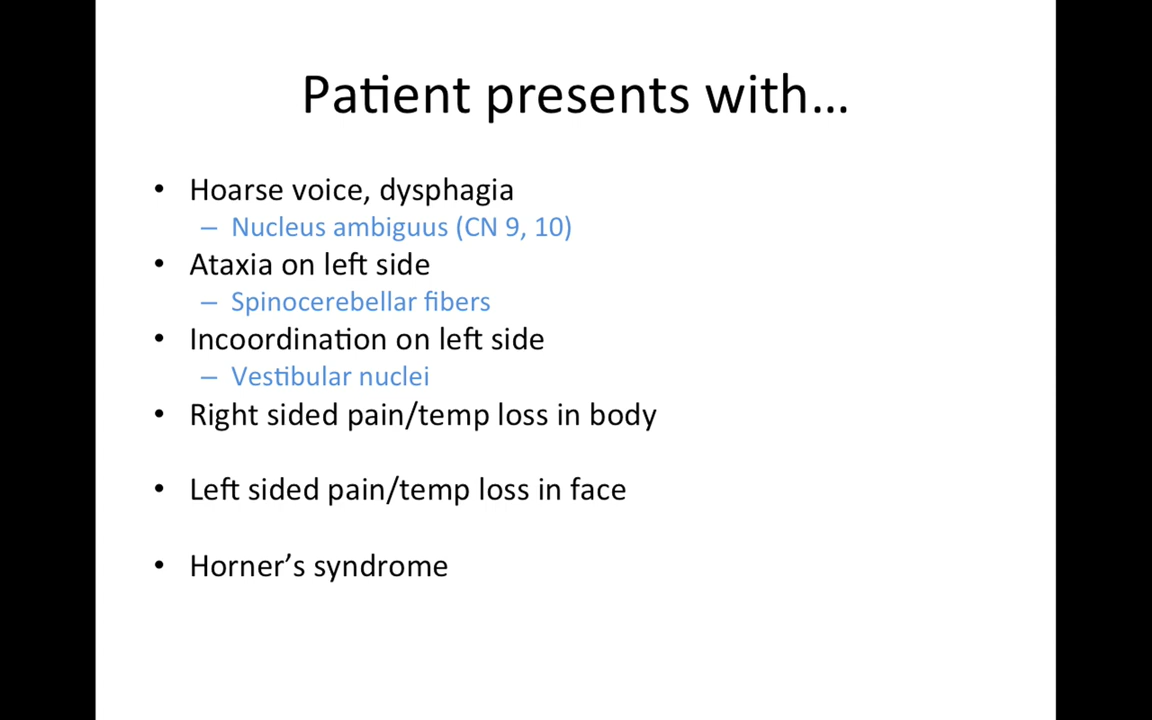 Patient presents with…
• Hoarse voice, dysphagia
– Nucleus ambiguus (CN 9, 10)
• Ataxia on left side
– Spinocerebellar fibers
• Incoordination on left side
– Vestibular nuclei
• Right sided pain/temp loss in body
• Left sided pain/temp loss in face
• Horner’s syndrome